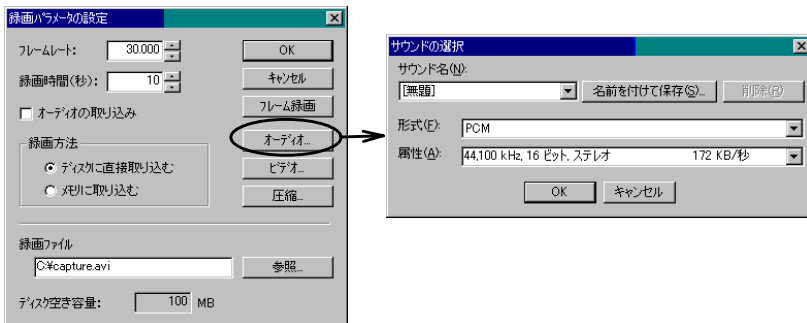 録画パラメータの設定
フレームレート: 30.000
OK
録画時間(秒): 10
キャンセル
オーディオの取り込み
フレーム録画
録画方法
オーディオ...
ディスクに直接取り込む
ビデオ...
メモリに取り込む
圧縮...
録画ファイル
C:¥capture.avi
参照...
ディスク空き容量: 100 MB
サウンドの選択
サウンド名(N):
[無題]
名前を付けて保存(S)...
削除(R)
形式(F): PCM
属性(A): 44,100 kHz, 16 ビット, ステレオ 172 KB/秒
OK キャンセル